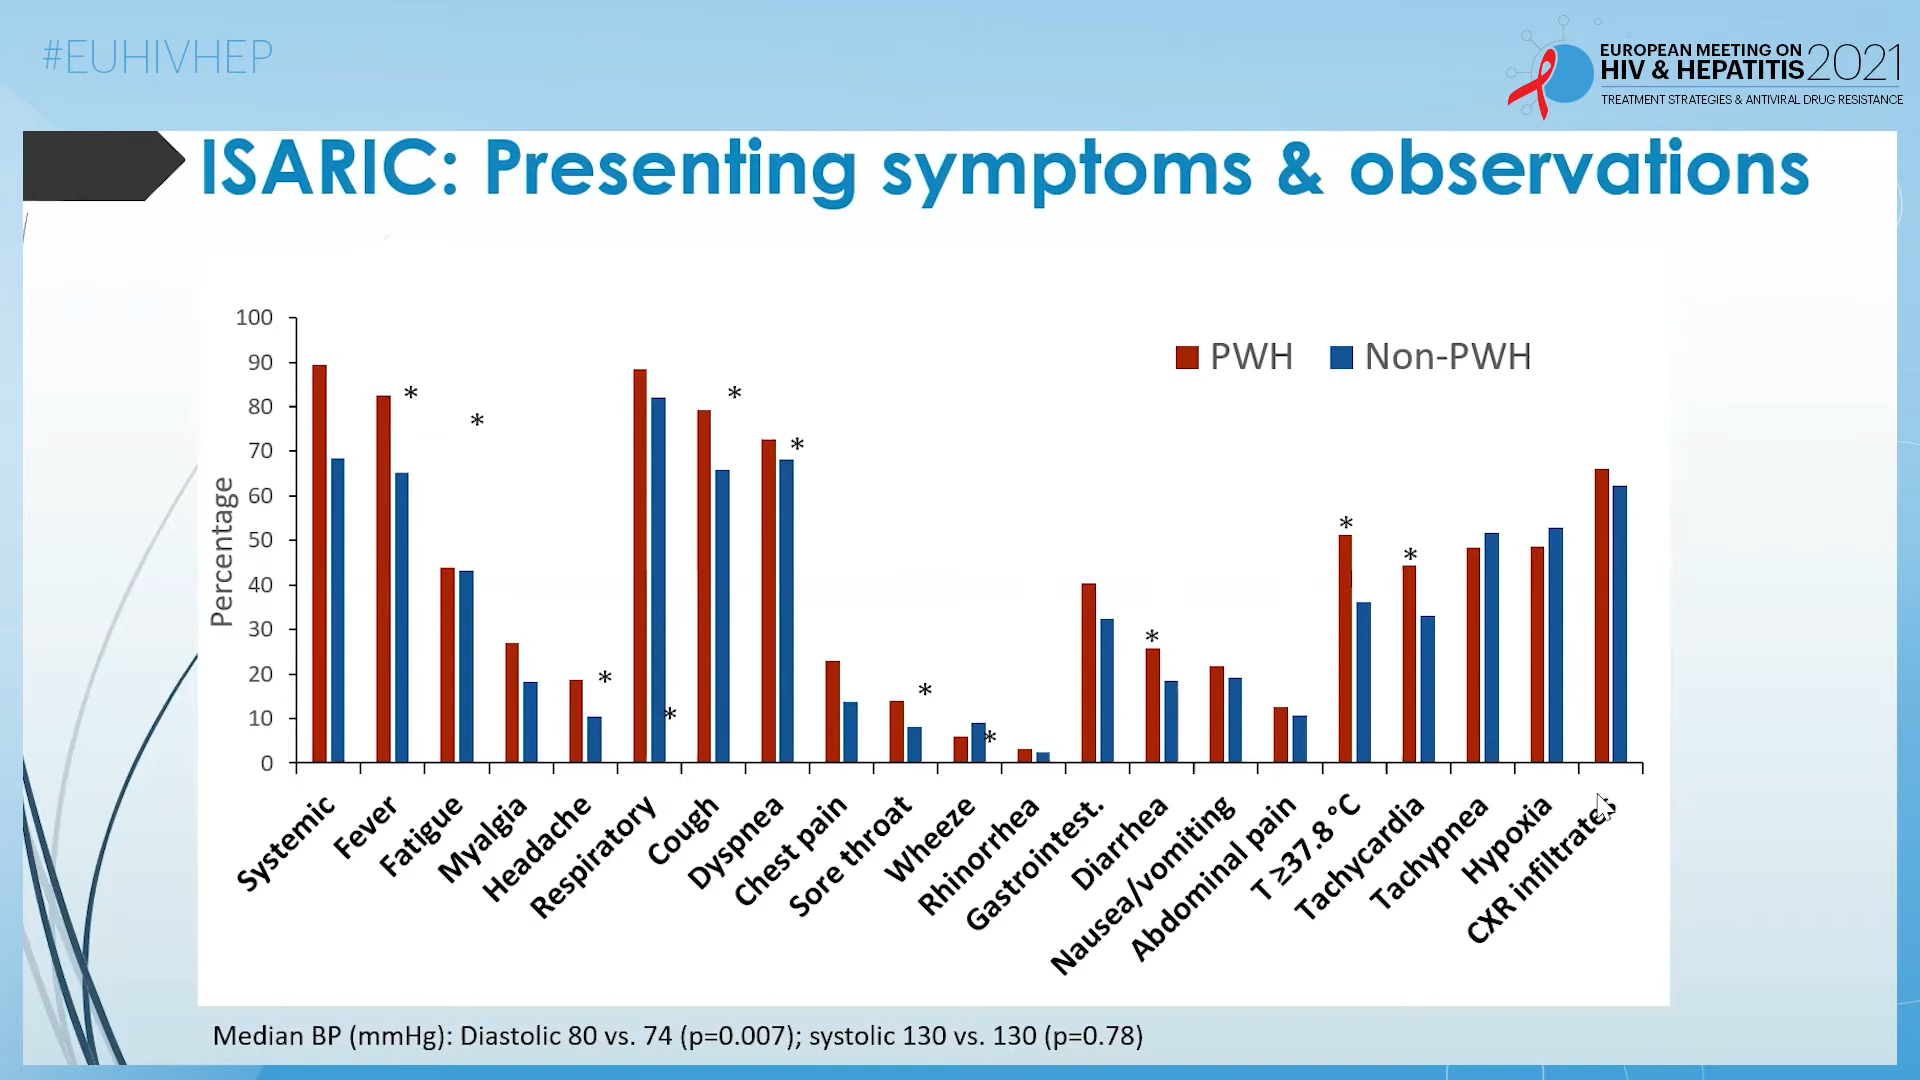 #EUHIVHEP
EUROPEAN MEETING ON
HIV & HEPATITIS 2021
TREATMENT STRATEGIES & ANTIVIRAL DRUG RESISTANCE
ISARIC: Presenting symptoms & observations
PWH Non-PWH
Percentage
100
90
80
70
60
50
40
30
20
10
0
* * * * * * * * * * * *
Systemic
Fever
Fatigue
Myalgia
Headache
Respiratory
Cough
Dyspnea
Chest pain
Sore throat
Wheeze
Rhinorrhea
Gastrointest.
Diarrhea
Nausea/vomiting
Abdominal pain
T ≥37.8 °C
Tachycardia
Tachypnea
Hypoxia
CXR infiltrates
Median BP (mmHg): Diastolic 80 vs. 74 (p=0.007); systolic 130 vs. 130 (p=0.78)